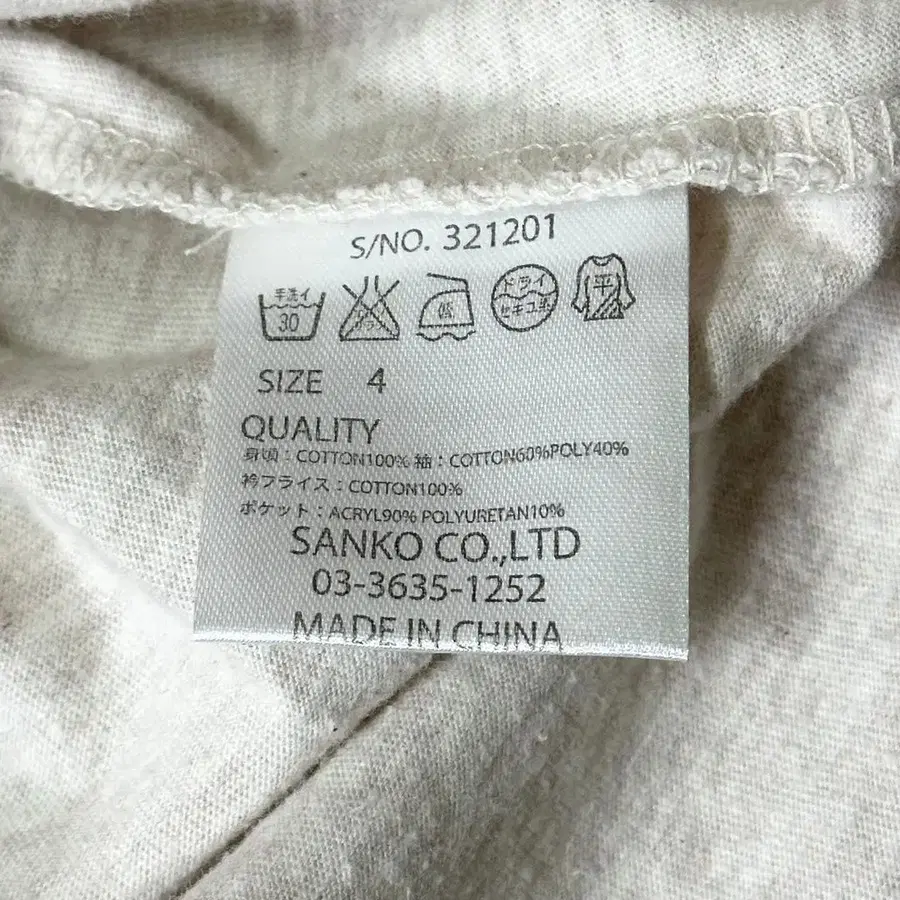 S/NO. 321201
手洗イ 30 低 ドライ セキユ系 平
SIZE 4
QUALITY
身頃：COTTON100% 袖：COTTON60%POLY40%
衿フライス：COTTON100%
ポケット：ACRYL90% POLYURETAN10%
SANKO CO.,LTD
03-3635-1252
MADE IN CHINA